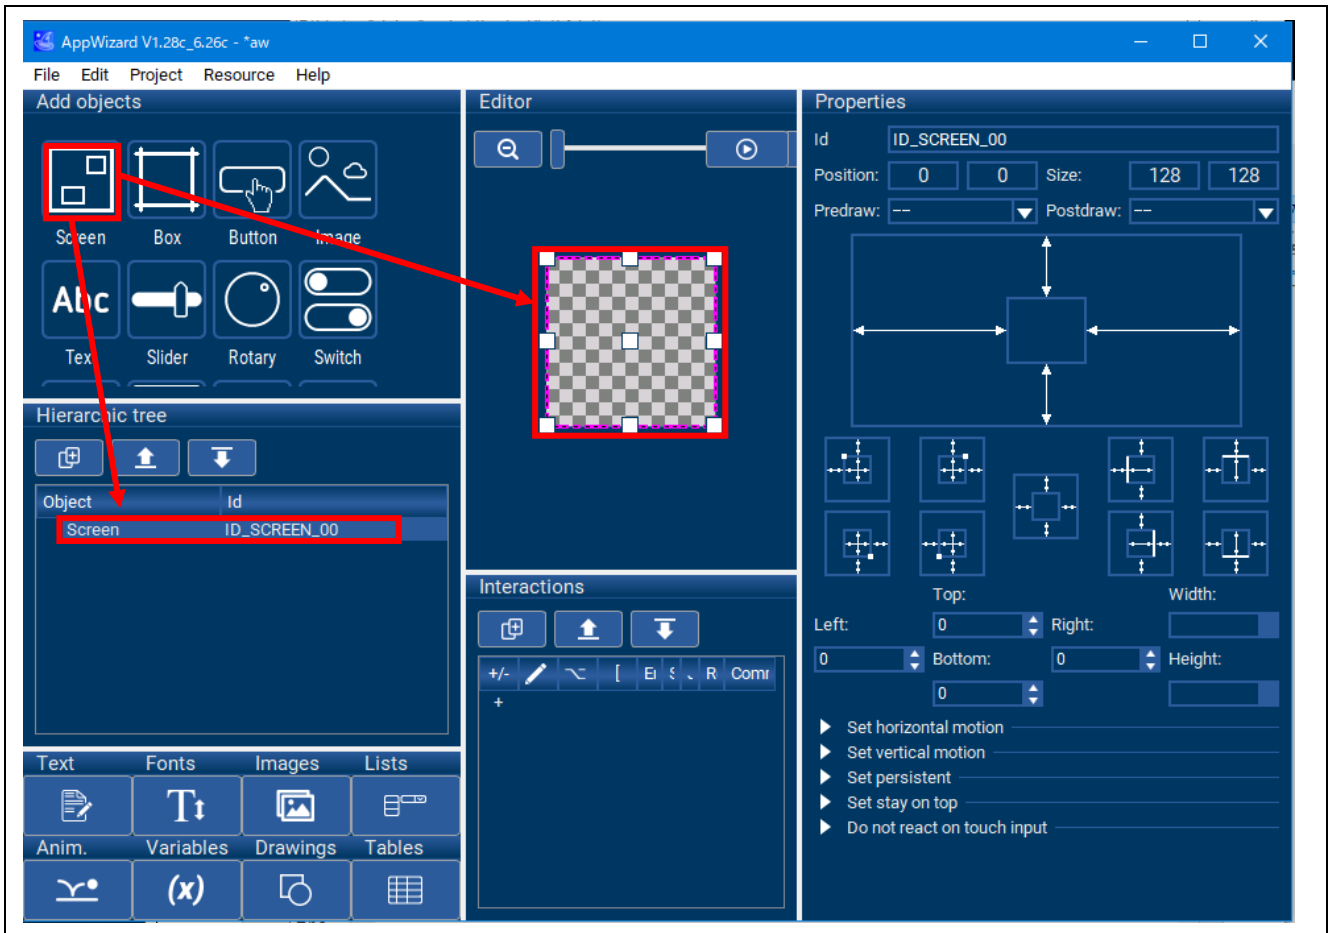 AppWizard V1.28c_6.26c - *aw
File Edit Project Resource Help
Add objects
Screen Box Button Image
Abc
Text Slider Rotary Switch
Hierarchic tree
Object Id
Screen ID_SCREEN_00
Text Fonts Images Lists
Anim. Variables Drawings Tables
(x)
Editor
Interactions
+/- [ R Comm
+
Properties
Id ID_SCREEN_00
Position: 0 0 Size: 128 128
Predraw: -- Postdraw: --
Top: Width:
Left: 0 Right:
0 Bottom: 0 Height:
0
Set horizontal motion
Set vertical motion
Set persistent
Set stay on top
Do not react on touch input